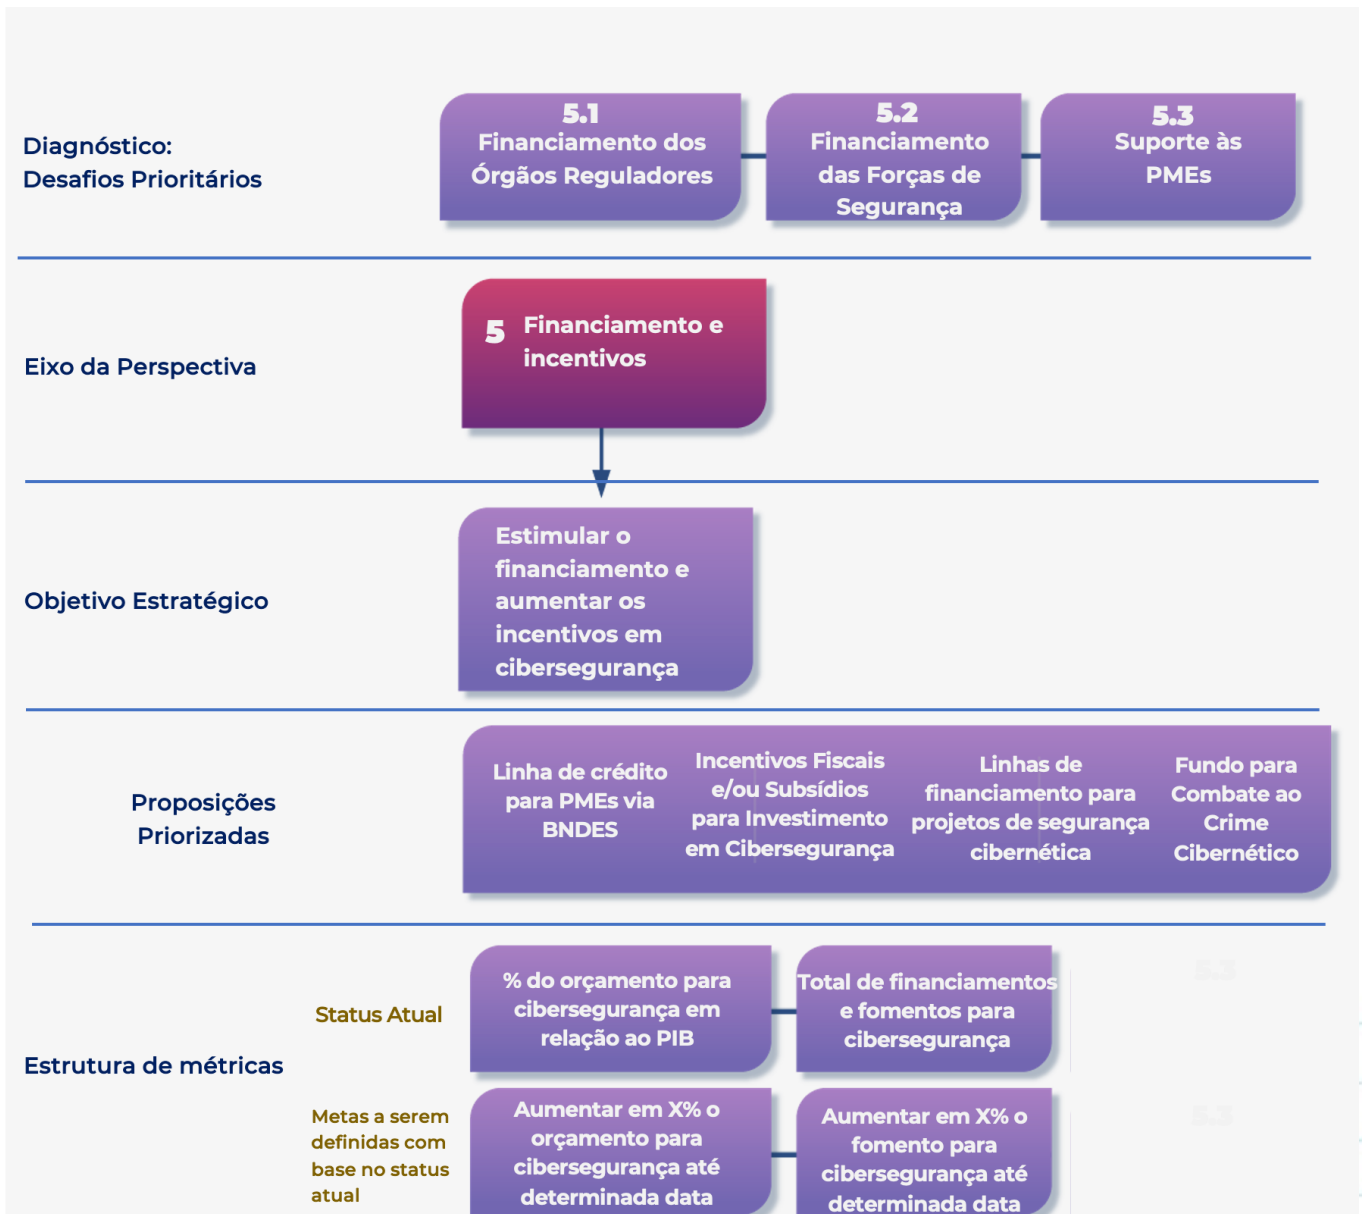 Diagnóstico:
Desafios Prioritários
5.1
Financiamento dos
Órgãos Reguladores
5.2
Financiamento
das Forças de
Segurança
5.3
Suporte às
PMEs
Eixo da Perspectiva
5 Financiamento e
incentivos
Objetivo Estratégico
Estimular o
financiamento e
aumentar os
incentivos em
cibersegurança
Proposições
Priorizadas
Linha de crédito
para PMEs via
BNDES
Incentivos Fiscais
e/ou Subsídios
para Investimento
em Cibersegurança
Linhas de
financiamento para
projetos de segurança
cibernética
Fundo para
Combate ao
Crime
Cibernético
Estrutura de métricas
Status Atual
% do orçamento para
cibersegurança em
relação ao PIB
Total de financiamentos
e fomentos para
cibersegurança
5.3
Metas a serem
definidas com
base no status
atual
Aumentar em X% o
orçamento para
cibersegurança até
determinada data
Aumentar em X% o
fomento para
cibersegurança até
determinada data
5.3